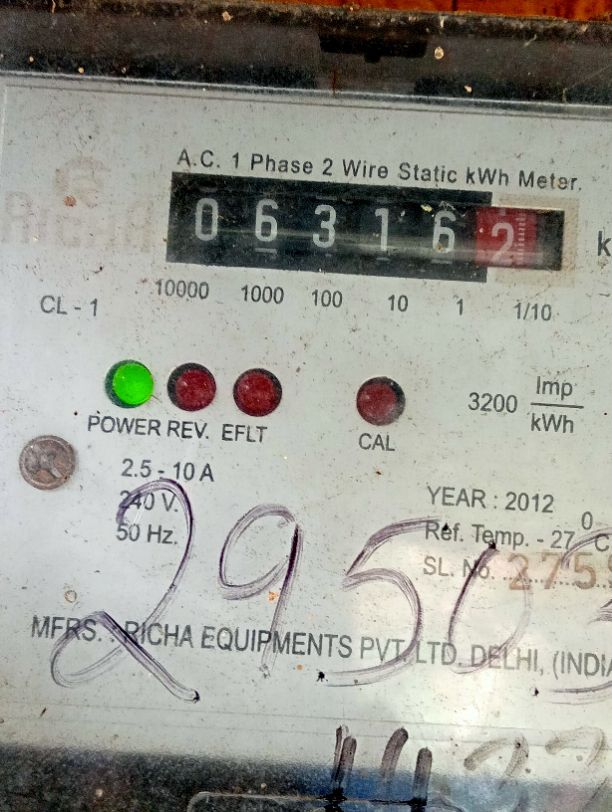 A.C. 1 Phase 2 Wire Static kWh Meter.
0 6 3 1 6 2 k
10000 1000 100 10 1 1/10
CL - 1
3200 Imp/kWh
POWER REV. EFLT CAL
2.5 - 10 A
240 V.
50 Hz.
YEAR : 2012
Ref. Temp. - 27 0 C
SL. No. 2759
2950
MFRS. : RICHA EQUIPMENTS PVT. LTD. DELHI, (INDIA